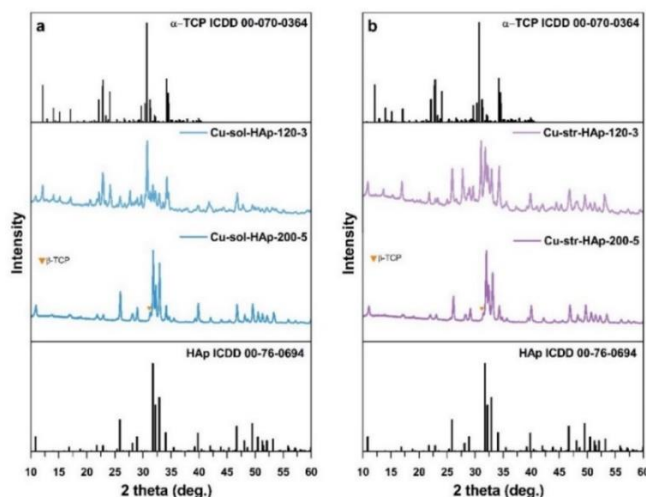 a
α-TCP ICDD 00-070-0364
Cu-sol-HAp-120-3
Cu-sol-HAp-200-5
▼β-TCP
HAp ICDD 00-76-0694
Intensity
10 15 20 25 30 35 40 45 50 55 60
2 theta (deg.)
b
α-TCP ICDD 00-070-0364
Cu-str-HAp-120-3
Cu-str-HAp-200-5
▼β-TCP
HAp ICDD 00-76-0694
Intensity
10 15 20 25 30 35 40 45 50 55 60
2 theta (deg.)